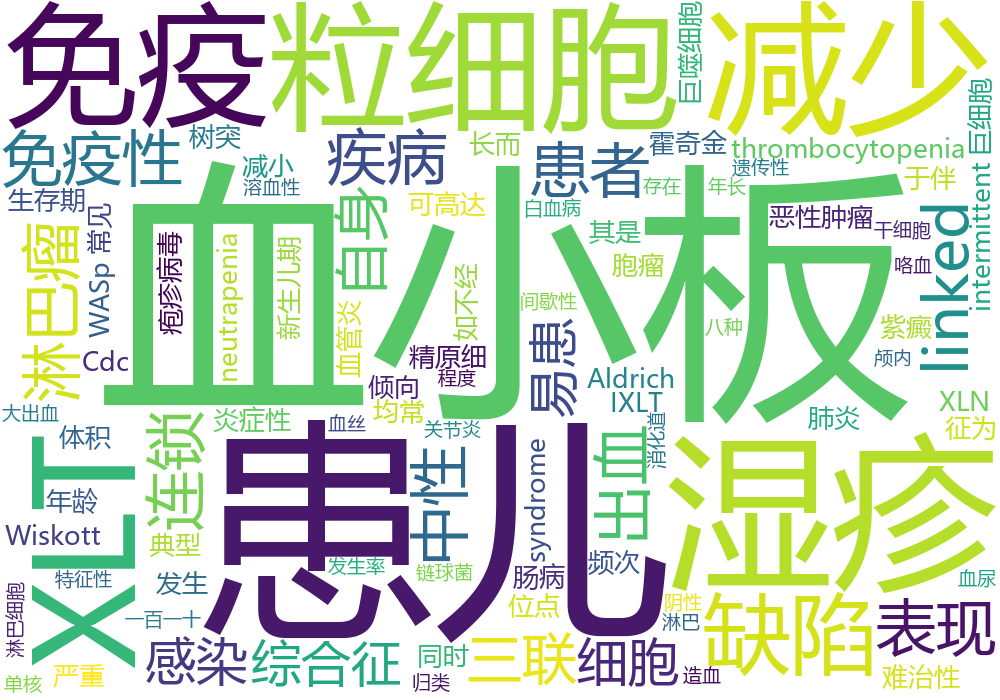 免疫
粒细胞
减少
巨噬细胞
血小板
患儿
湿疹
XLT
免疫性
树突
减小
溶血性
疾病
长而
患者
霍奇金
thrombocytopenia
遗传性
巨细胞
生存期
常见
可高达
白血病
存在
年长
于伴
恶性肿瘤
干细胞
intermittent
淋巴瘤
WASp
疱疹病毒
neutrapenia
新生儿期
自身
其是
胞瘤
咯血
linked
血管炎
如不经
间歇性
八种
紫癜
Cdc
精原细
程度
易患
Aldrich
颅内
大出血
炎症性
倾向
均常
血丝
关节炎
IXLT
消化道
肺炎
XLN
征为
体积
连锁
中性
syndrome
出血
年龄
Wiskott
典型
发生率
链球菌
肠病
频次
特征性
发生
位点
阴性
淋巴
缺陷
表现
血尿
淋巴细胞
一百一十
单核
严重
感染
综合征
同时
归类
三联
细胞
造血
难治性